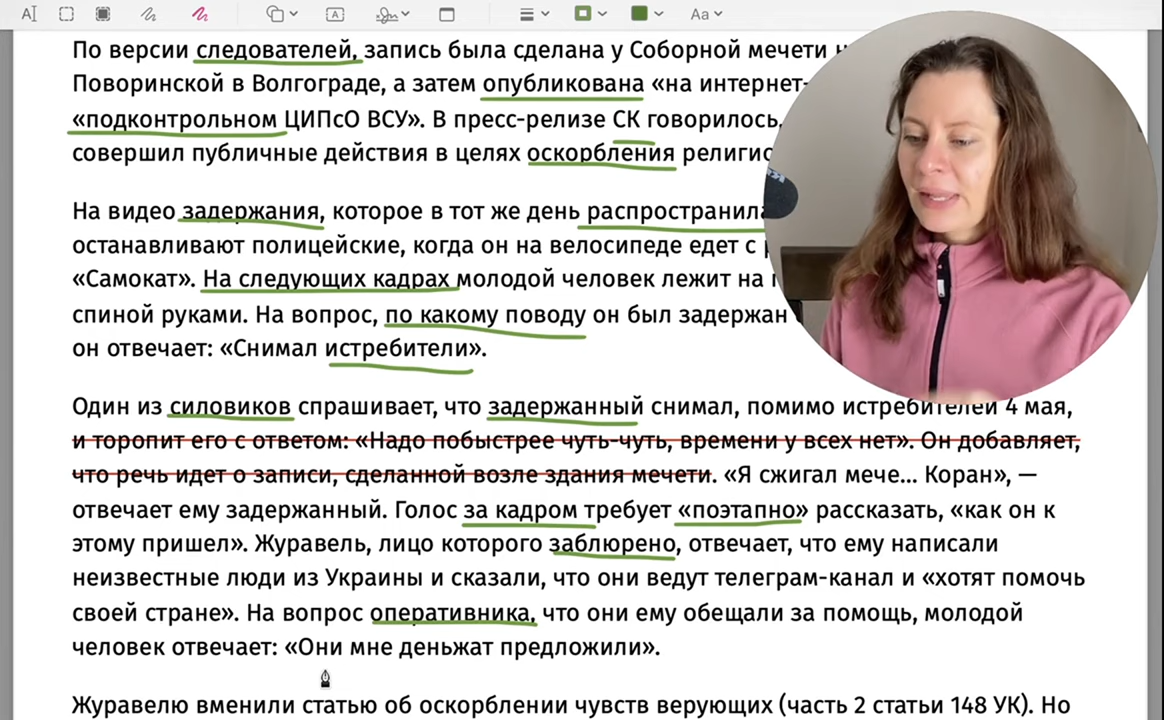 Aa
По версии следователей, запись была сделана у Соборной мечети
Поворинской в Волгограде, а затем опубликована «на интернет-
«подконтрольном ЦИПсО ВСУ». В пресс-релизе СК говорилось,
совершил публичные действия в целях оскорбления
На видео задержания, которое в тот же день
останавливают полицейские, когда он на велосипеде едет с
«Самокат». На следующих кадрах молодой человек лежит на
спиной руками. На вопрос, по какому поводу он был задержан
он отвечает: «Снимал истребители».
Один из силовиков спрашивает, что задержанный снимал, помимо истребителей 4 мая,
и торопит его с ответом: «Надо побыстрее чуть-чуть, времени у всех нет». Он добавляет,
что речь идет о записи, сделанной возле здания мечети. «Я сжигал мече... Коран», —
отвечает ему задержанный. Голос за кадром требует «поэтапно» рассказать, «как он к
этому пришел». Журавель, лицо которого заблюрено, отвечает, что ему написали
неизвестные люди из Украины и сказали, что они ведут телеграм-канал и «хотят помочь
своей стране». На вопрос оперативника, что они ему обещали за помощь, молодой
человек отвечает: «Они мне деньжат предложили».
Журавелю вменили статью об оскорблении чувств верующих (часть 2 статьи 148 УК). Но